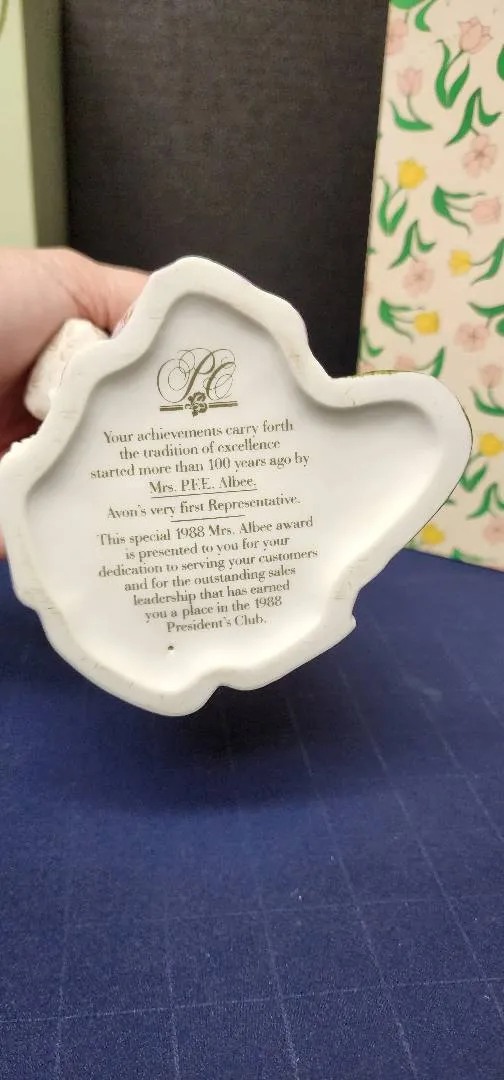 PC
Your achievements carry forth
the tradition of excellence
started more than 100 years ago by
Mrs. P.F.E. Albee,
Avon's very first Representative.
This special 1988 Mrs. Albee award
is presented to you for your
dedication to serving your customers
and for the outstanding sales
leadership that has earned
you a place in the 1988
President's Club.